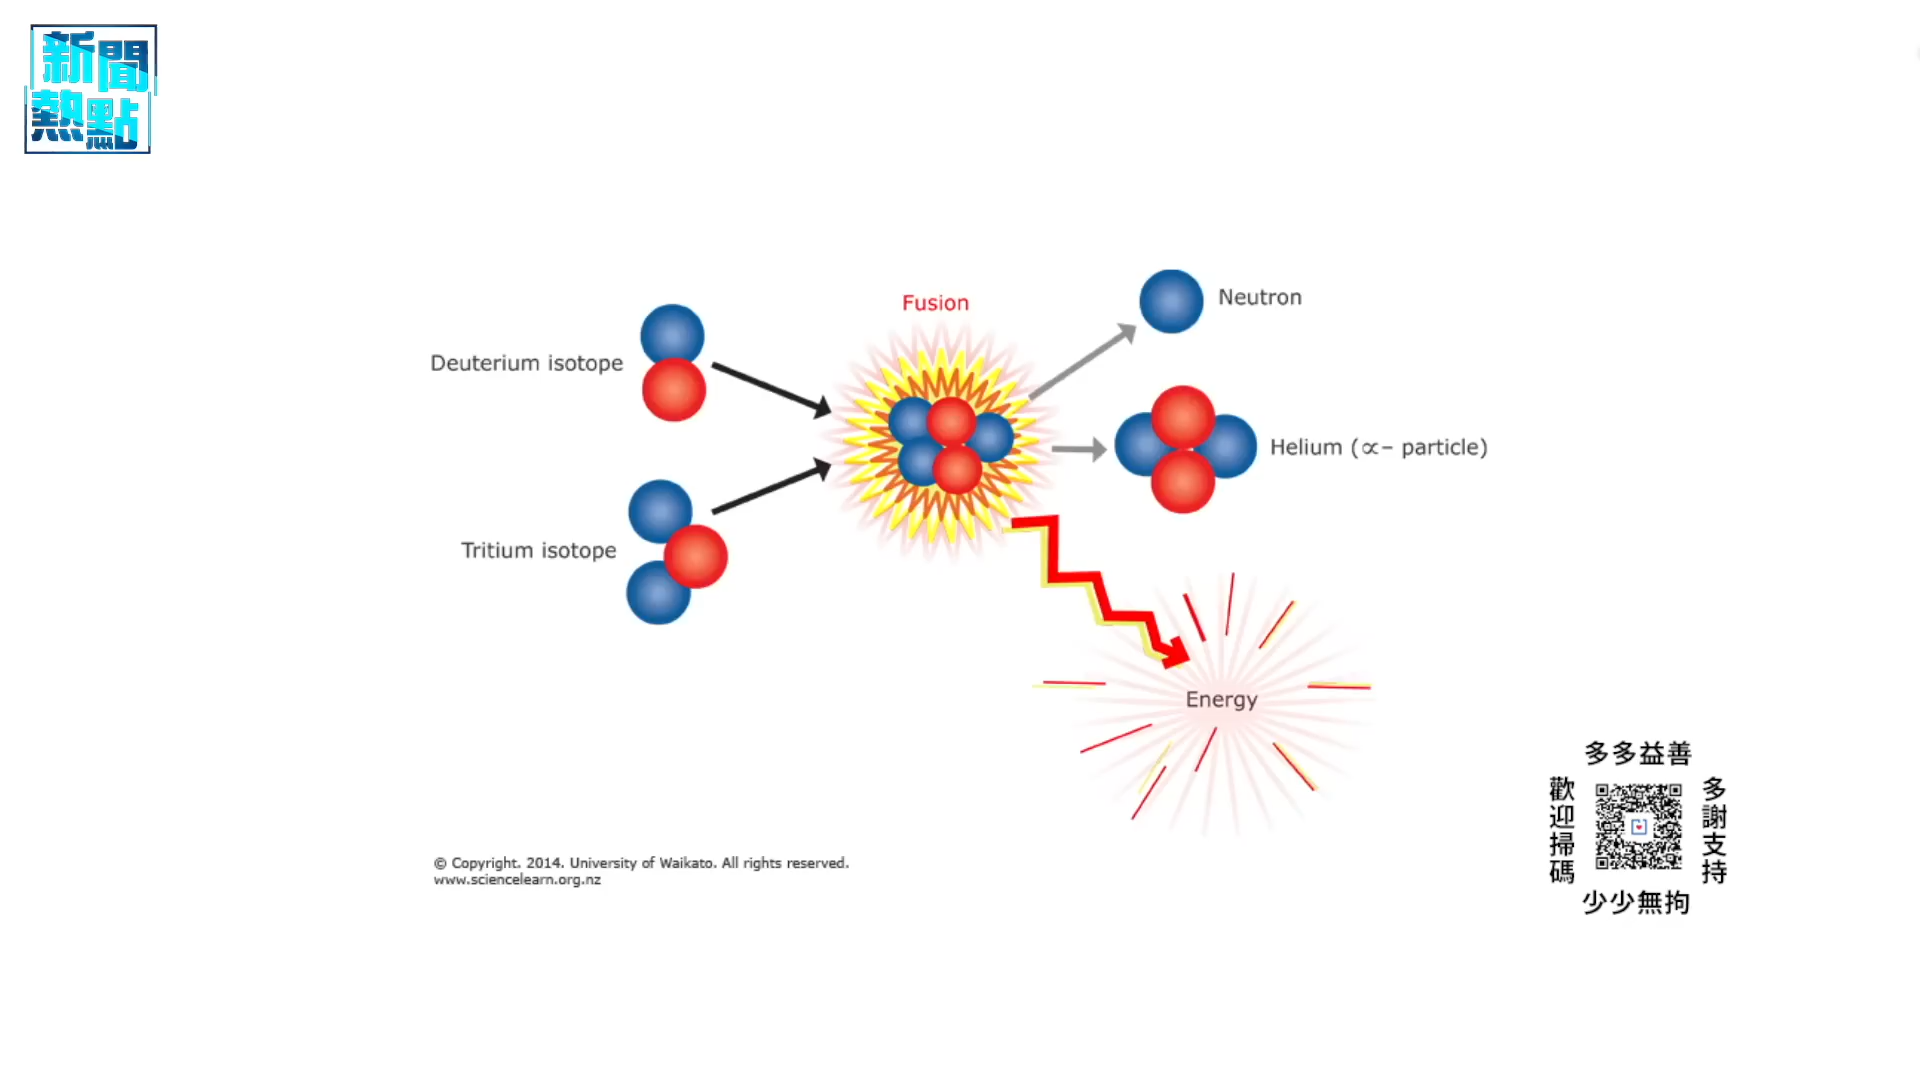 新聞
熱點
Fusion
Neutron
Deuterium isotope
Helium (∝– particle)
Tritium isotope
Energy
© Copyright. 2014. University of Waikato. All rights reserved.
www.sciencelearn.org.nz
多多益善
歡迎掃碼
多謝支持
少少無拘